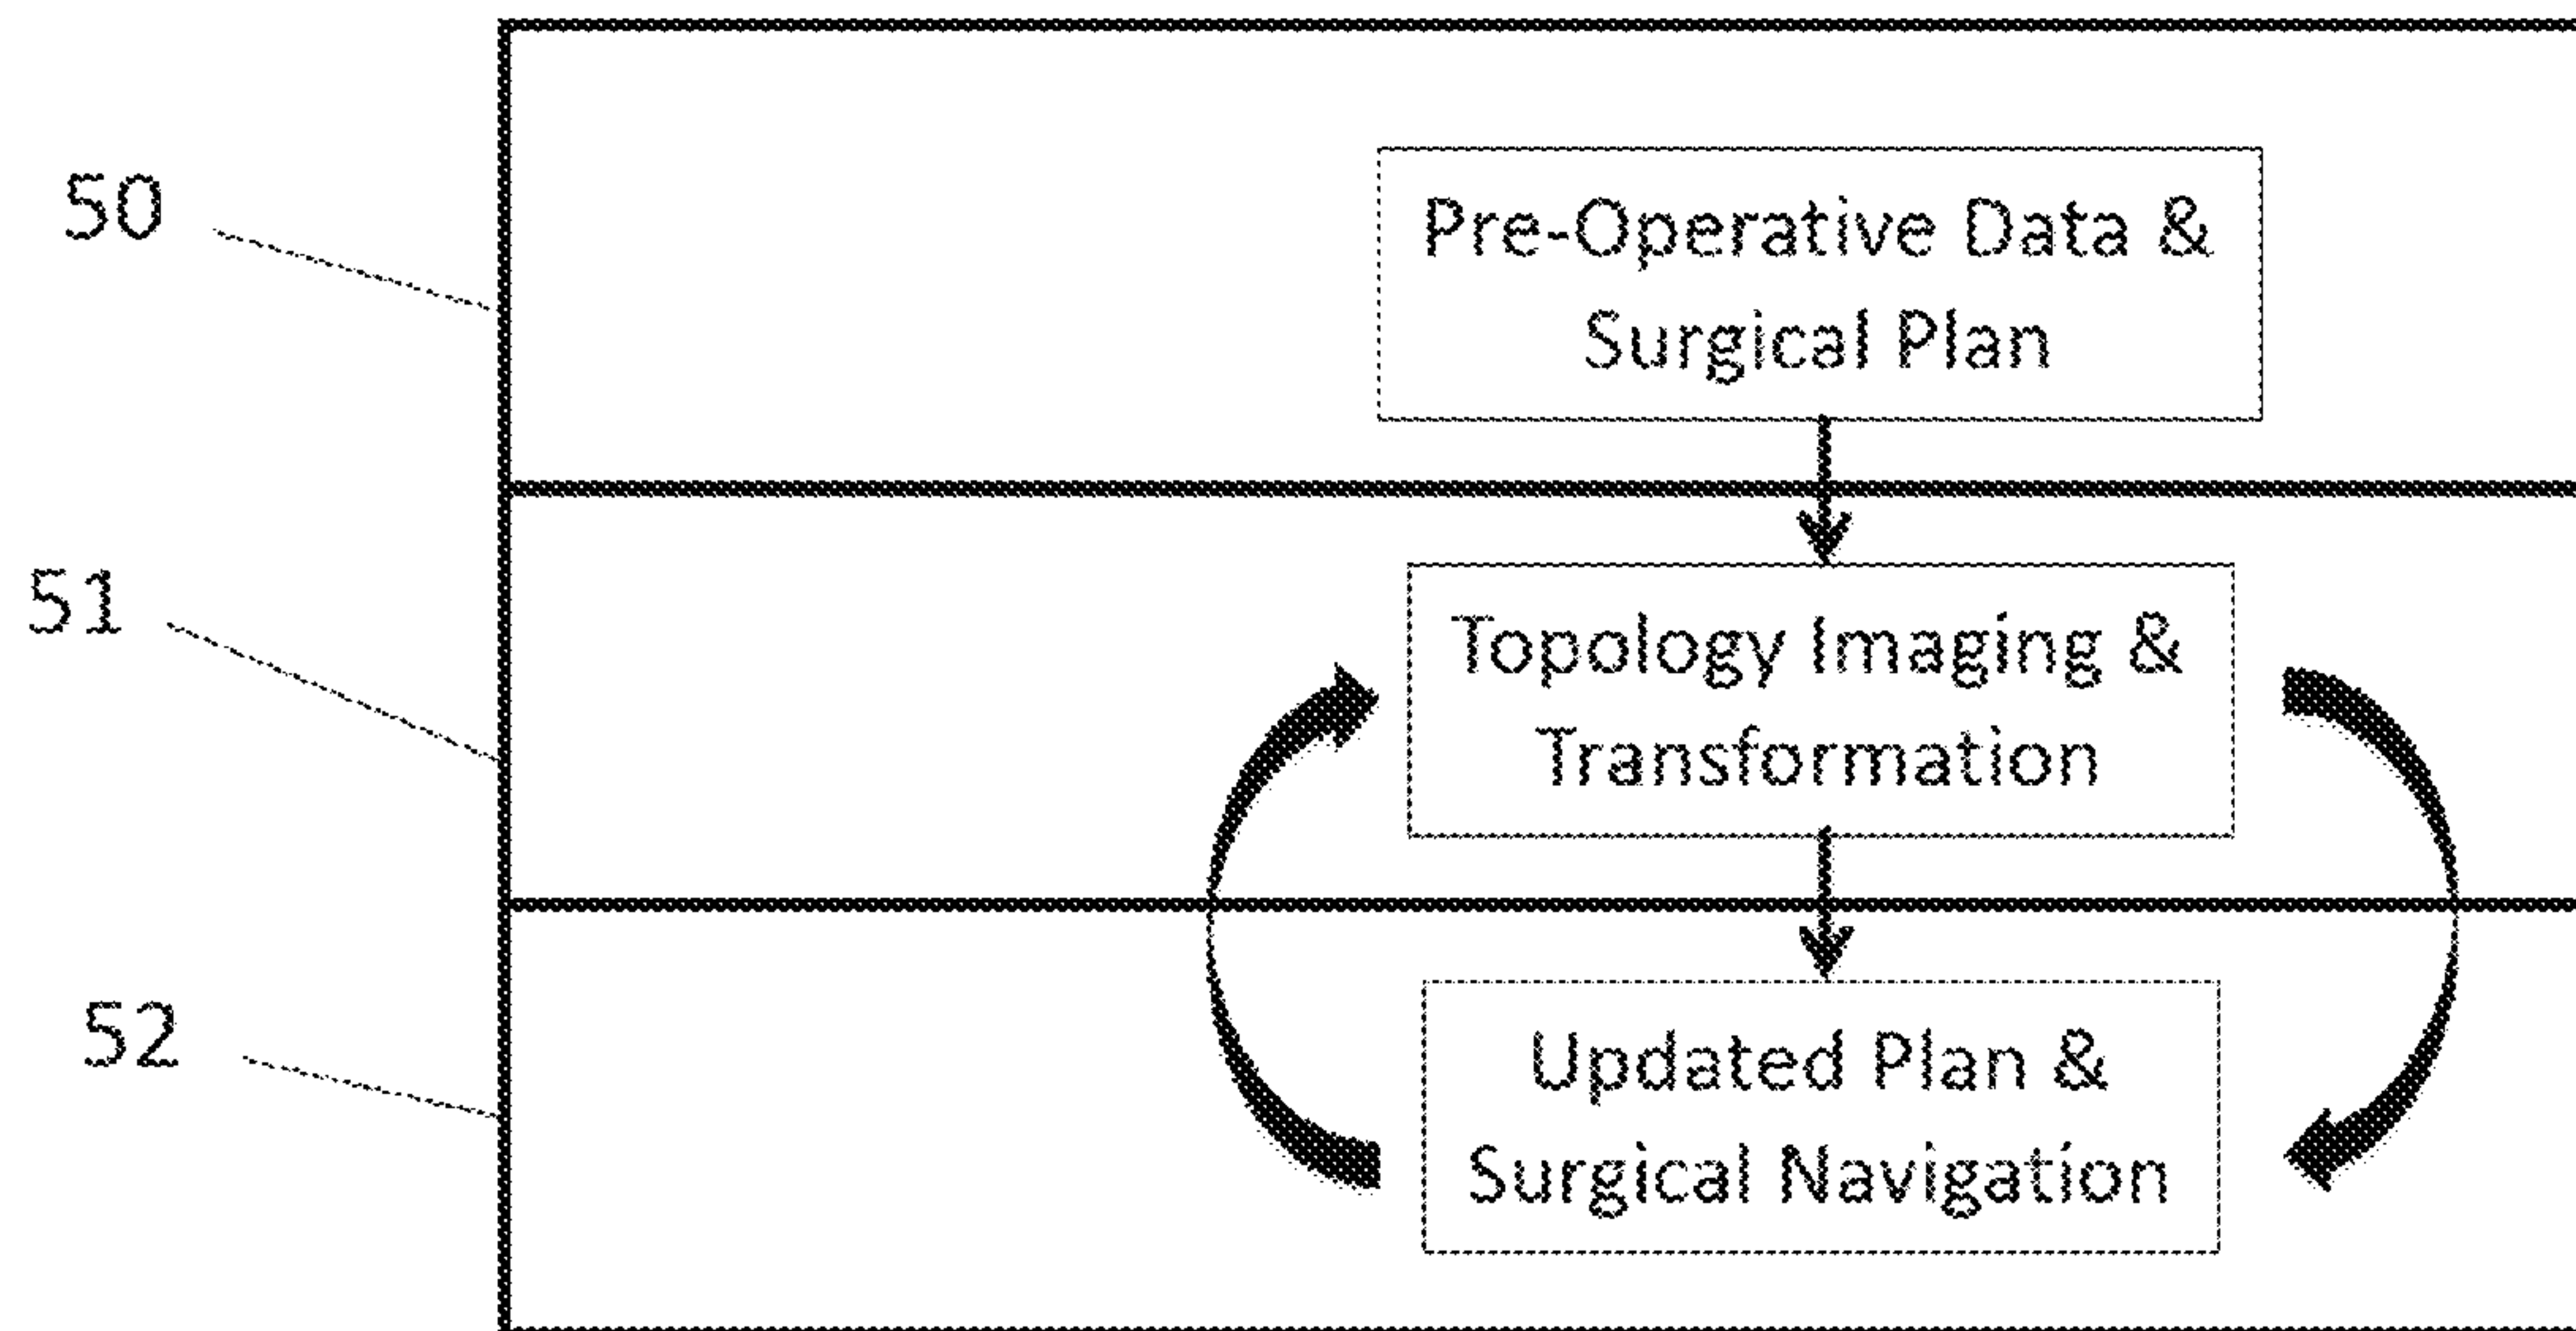 50
Pre-Operative Data &
Surgical Plan
51
Topology Imaging &
Transformation
52
Updated Plan &
Surgical Navigation